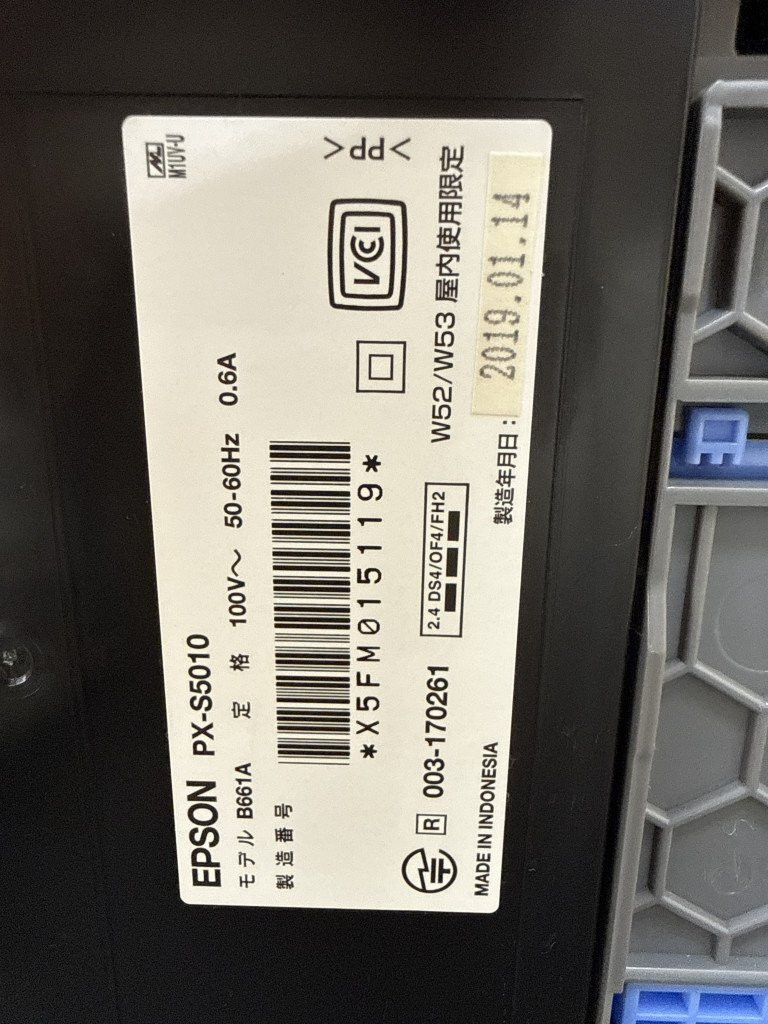 EPSON PX-S5010
モデル B661A 定 格 100V～ 50-60Hz 0.6A
製造番号
*X5FM015119*
R 003-170261
2.4 DS4/OF4/FH2
W52/W53 屋内使用限定
MADE IN INDONESIA
製造年月日:
2019.01.14
M1UV-U
>PP<
VCI